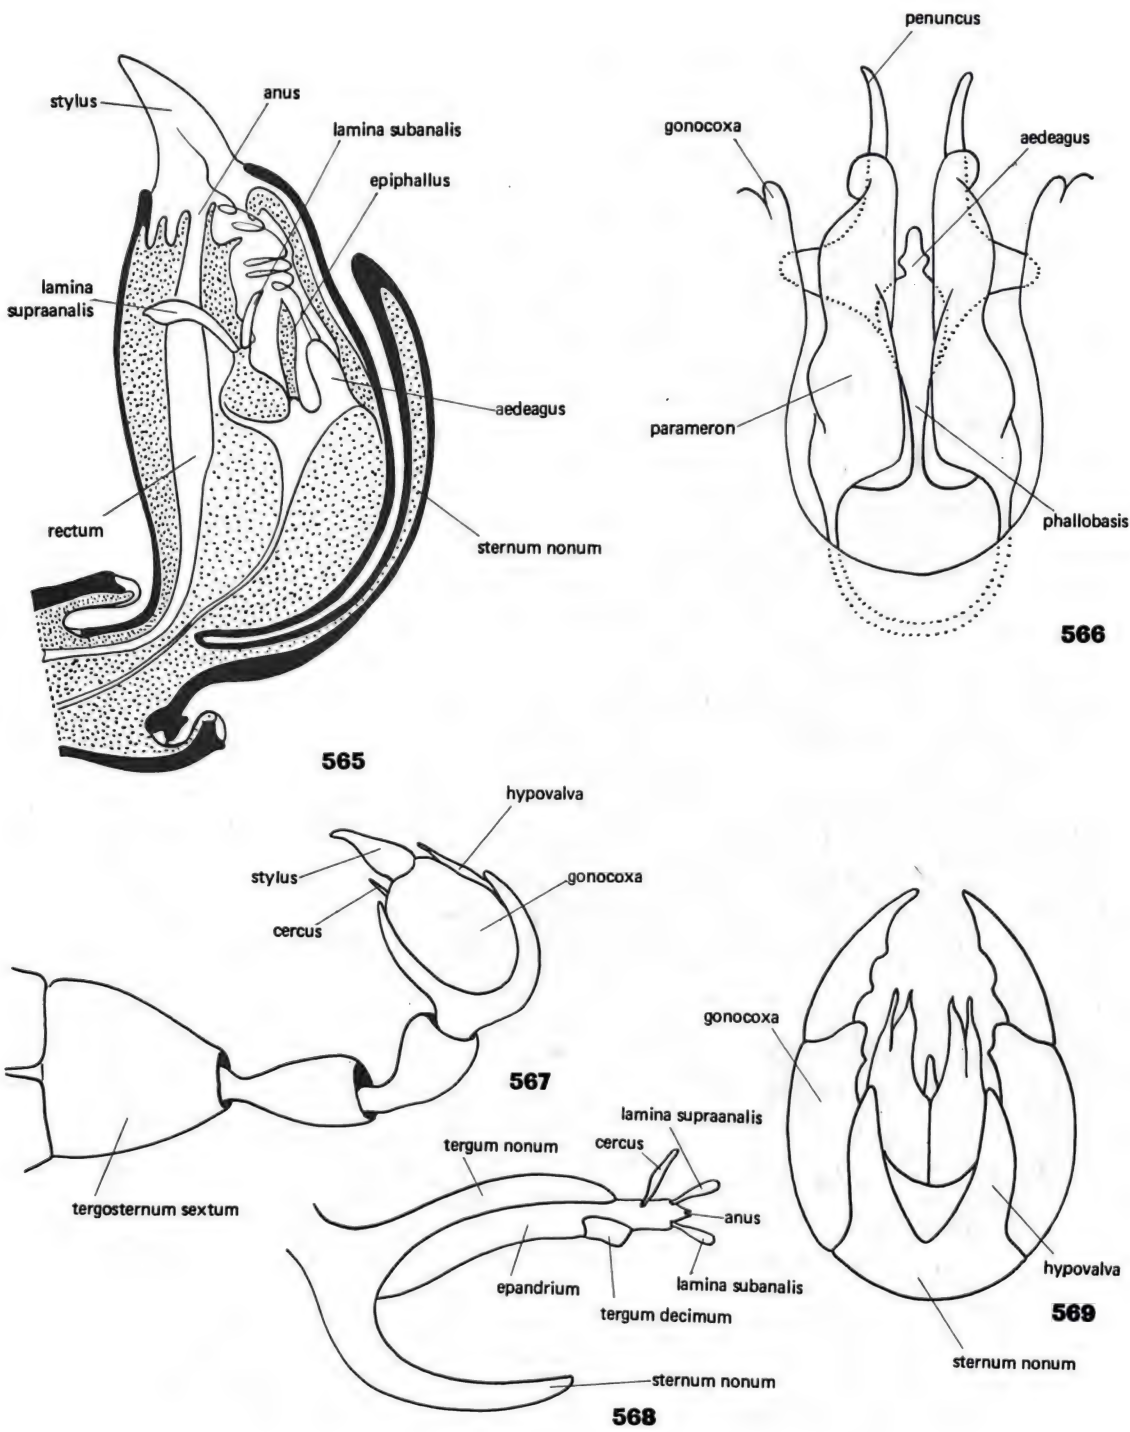 stylus
anus
lamina subanalis
epiphallus
lamina
supraanalis
aedeagus
rectum
sternum nonum
565
penuncus
gonocoxa
aedeagus
parameron
phallobasis
566
hypovalva
stylus
gonocoxa
cercus
567
tergosternum sextum
lamina supraanalis
tergum nonum
cercus
anus
epandrium
lamina subanalis
tergum decimum
sternum nonum
568
gonocoxa
hypovalva
569
sternum nonum